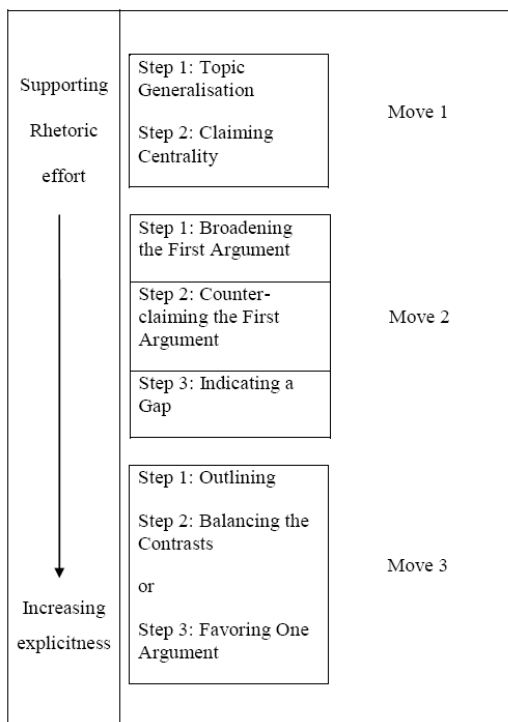 Supporting
Rhetoric
effort
Increasing
explicitness
Step 1: Topic
Generalisation
Step 2: Claiming
Centrality
Move 1
Step 1: Broadening
the First Argument
Step 2: Counter-
claiming the First
Argument
Step 3: Indicating a
Gap
Move 2
Step 1: Outlining
Step 2: Balancing the
Contrasts
or
Step 3: Favoring One
Argument
Move 3